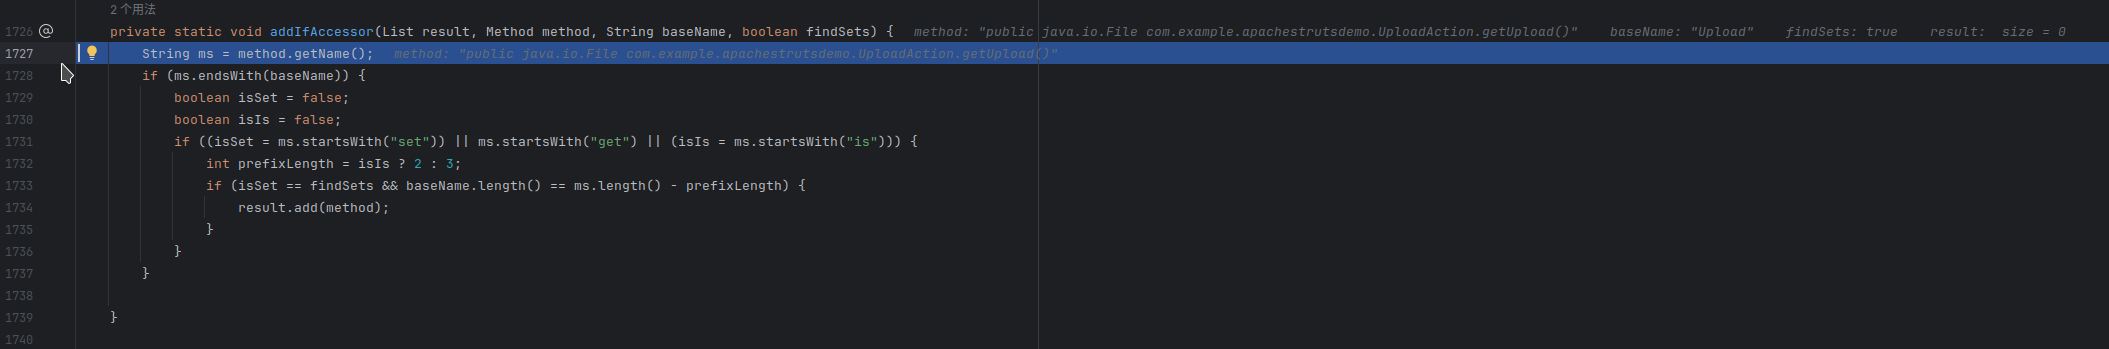 2 个用法
1726 @ private static void addIfAccessor(List result, Method method, String baseName, boolean findSets) { method: "public java.io.File com.example.apachestrutsdemo.UploadAction.getUpload()" baseName: "Upload" findSets: true result: size = 0
1727 String ms = method.getName(); method: "public java.io.File com.example.apachestrutsdemo.UploadAction.getUpload()"
1728 if (ms.endsWith(baseName)) {
1729 boolean isSet = false;
1730 boolean isIs = false;
1731 if ((isSet = ms.startsWith("set")) || ms.startsWith("get") || (isIs = ms.startsWith("is"))) {
1732 int prefixLength = isIs ? 2 : 3;
1733 if (isSet == findSets && baseName.length() == ms.length() - prefixLength) {
1734 result.add(method);
1735 }
1736 }
1737 }
1738
1739 }
1740